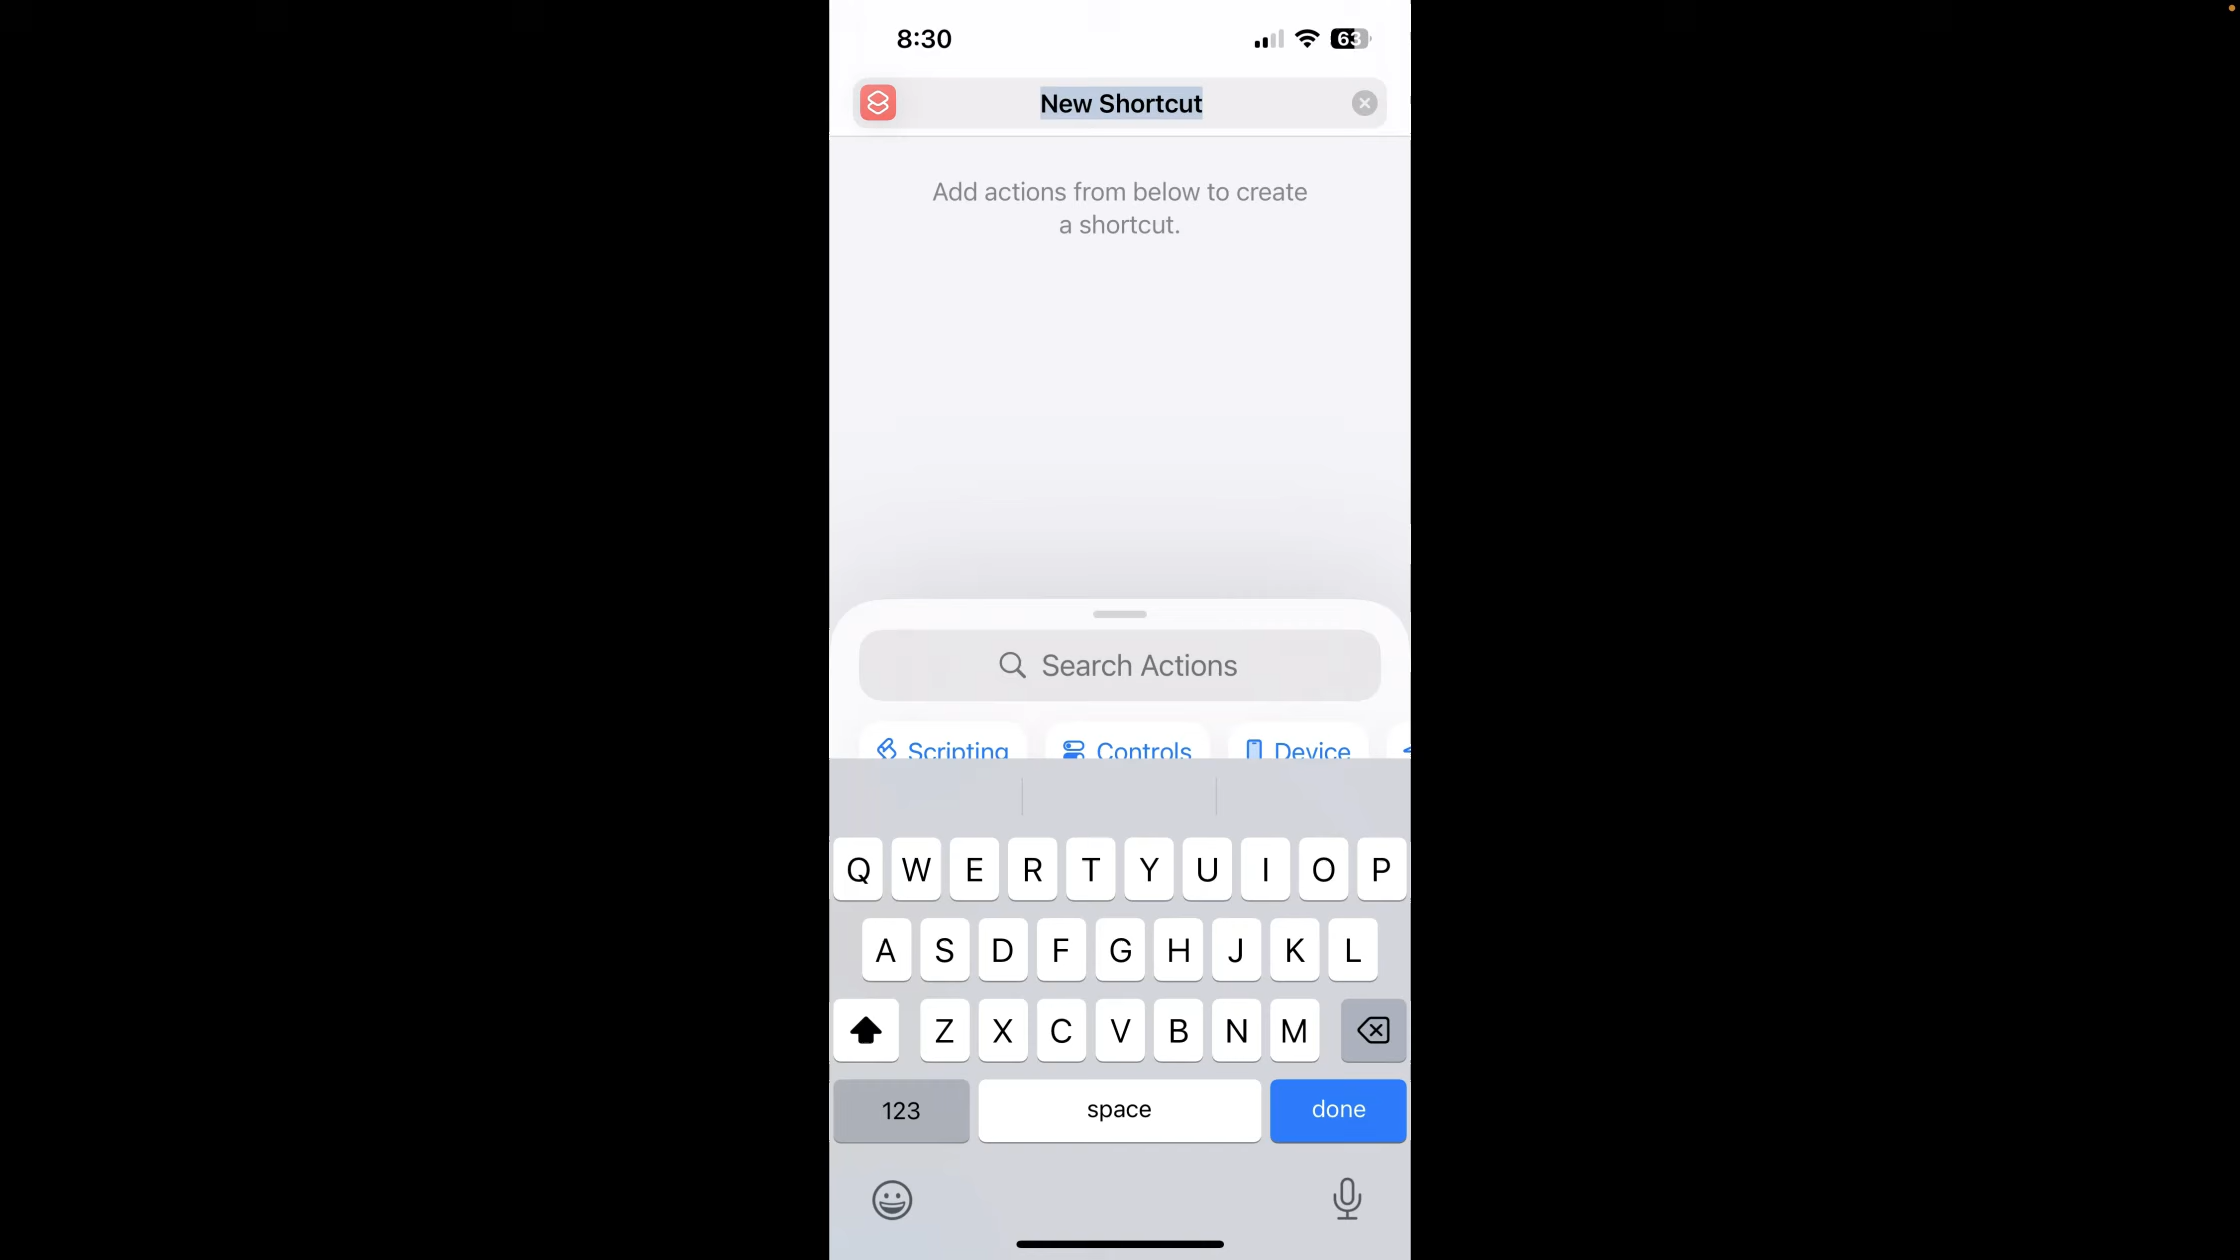 8:30
63
New Shortcut
Add actions from below to create
a shortcut.
Search Actions
Scripting Controls Device
Q W E R T Y U I O P
A S D F G H J K L
Z X C V B N M
123 space done